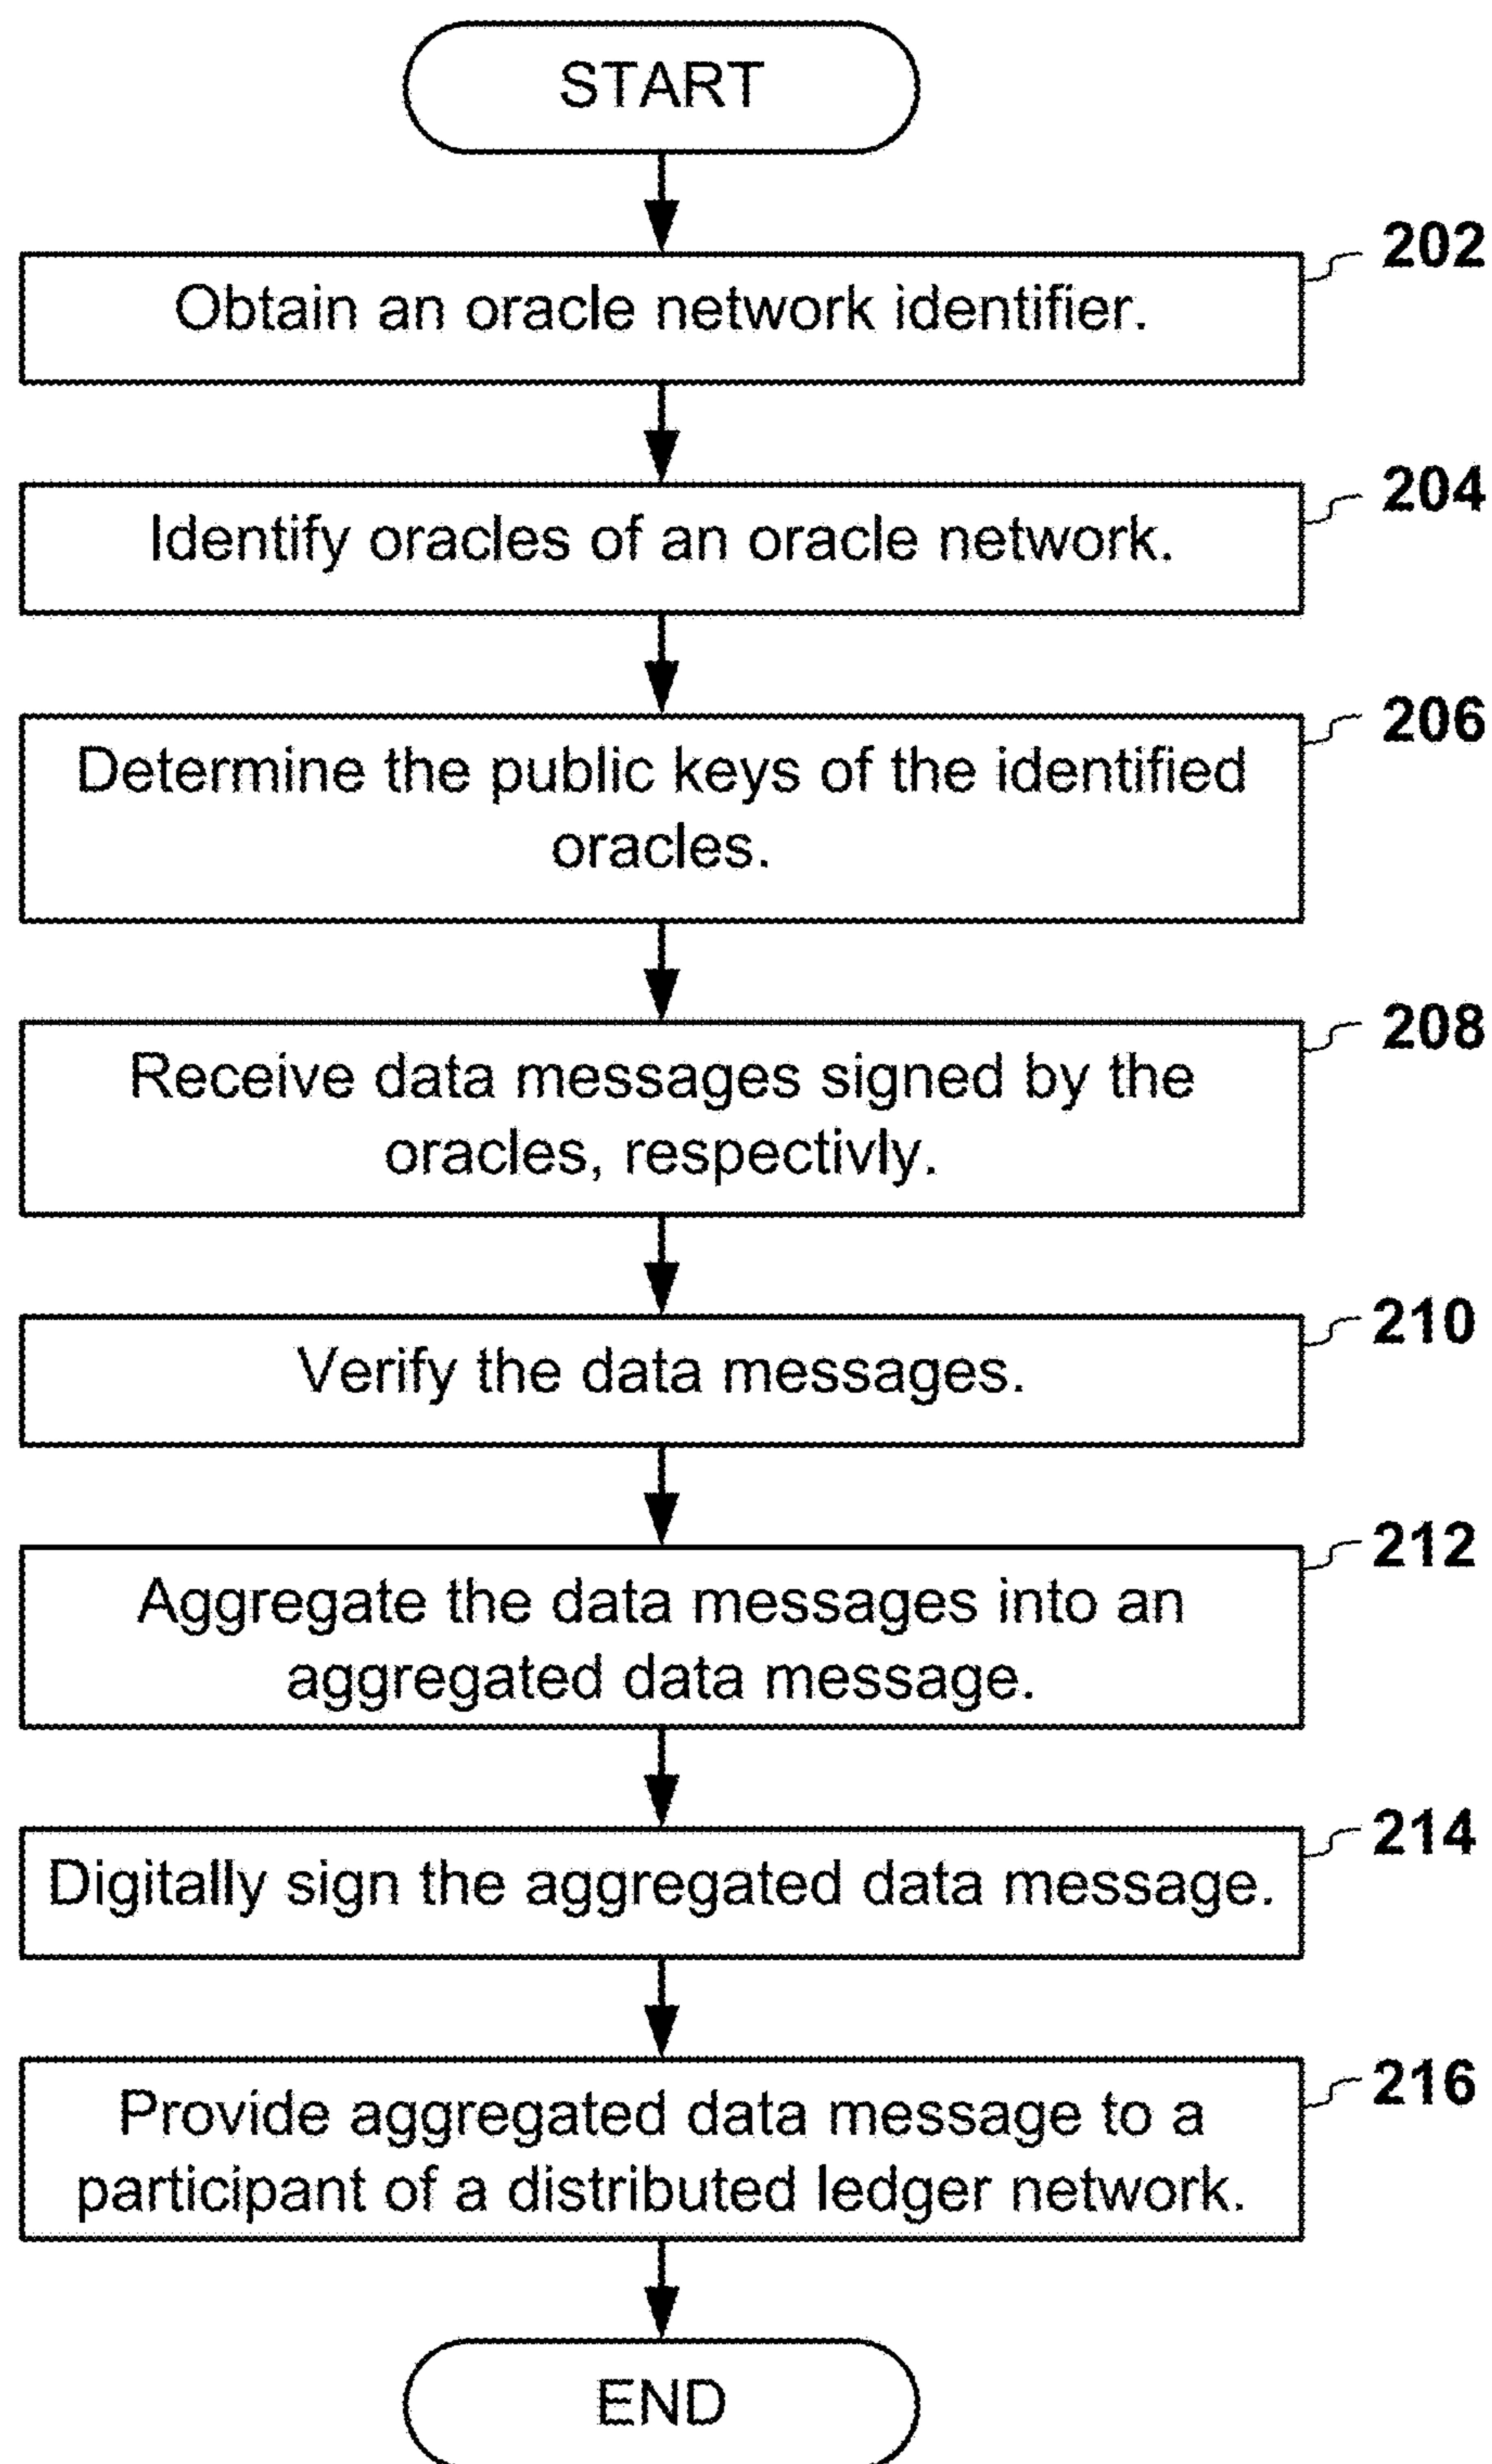 START
202
Obtain an oracle network identifier.
204
Identify oracles of an oracle network.
206
Determine the public keys of the identified
oracles.
208
Receive data messages signed by the
oracles, respectivly.
210
Verify the data messages.
212
Aggregate the data messages into an
aggregated data message.
214
Digitally sign the aggregated data message.
216
Provide aggregated data message to a
participant of a distributed ledger network.
END